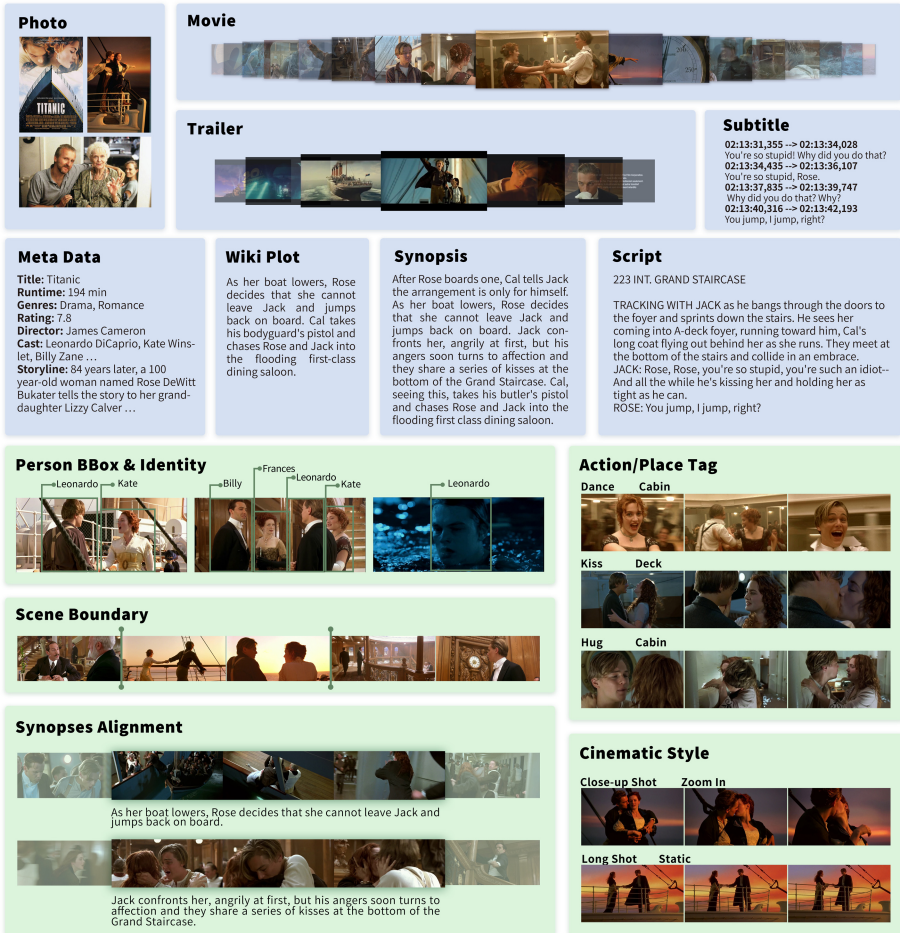 Photo
TITANIC
Movie
Trailer
Subtitle
02:13:31,355 --> 02:13:34,028
You're so stupid! Why did you do that?
02:13:34,435 --> 02:13:36,107
You're so stupid, Rose.
02:13:37,835 --> 02:13:39,747
Why did you do that? Why?
02:13:40,316 --> 02:13:42,193
You jump, I jump, right?
Meta Data
Title: Titanic
Runtime: 194 min
Genres: Drama, Romance
Rating: 7.8
Director: James Cameron
Cast: Leonardo DiCaprio, Kate Wins-
let, Billy Zane ...
Storyline: 84 years later, a 100
year-old woman named Rose DeWitt
Bukater tells the story to her grand-
daughter Lizzy Calver ...
Wiki Plot
As her boat lowers, Rose
decides that she cannot
leave Jack and jumps
back on board. Cal takes
his bodyguard's pistol and
chases Rose and Jack into
the flooding first-class
dining saloon.
Synopsis
After Rose boards one, Cal tells Jack
the arrangement is only for himself.
As her boat lowers, Rose decides
that she cannot leave Jack and
jumps back on board. Jack con-
fronts her, angrily at first, but his
angers soon turns to affection and
they share a series of kisses at the
bottom of the Grand Staircase. Cal,
seeing this, takes his butler's pistol
and chases Rose and Jack into the
flooding first class dining saloon.
Script
223 INT. GRAND STAIRCASE
TRACKING WITH JACK as he bangs through the doors to
the foyer and sprints down the stairs. He sees her
coming into A-deck foyer, running toward him, Cal's
long coat flying out behind her as she runs. They meet at
the bottom of the stairs and collide in an embrace.
JACK: Rose, Rose, you're so stupid, you're such an idiot--
And all the while he's kissing her and holding her as
tight as he can.
ROSE: You jump, I jump, right?
Person BBox & Identity
Leonardo Kate
Billy Frances Leonardo Kate
Leonardo
Action/Place Tag
Dance Cabin
Kiss Deck
Hug Cabin
Scene Boundary
Synopses Alignment
As her boat lowers, Rose decides that she cannot leave Jack and
jumps back on board.
Jack confronts her, angrily at first, but his angers soon turns to
affection and they share a series of kisses at the bottom of the
Grand Staircase.
Cinematic Style
Close-up Shot Zoom In
Long Shot Static